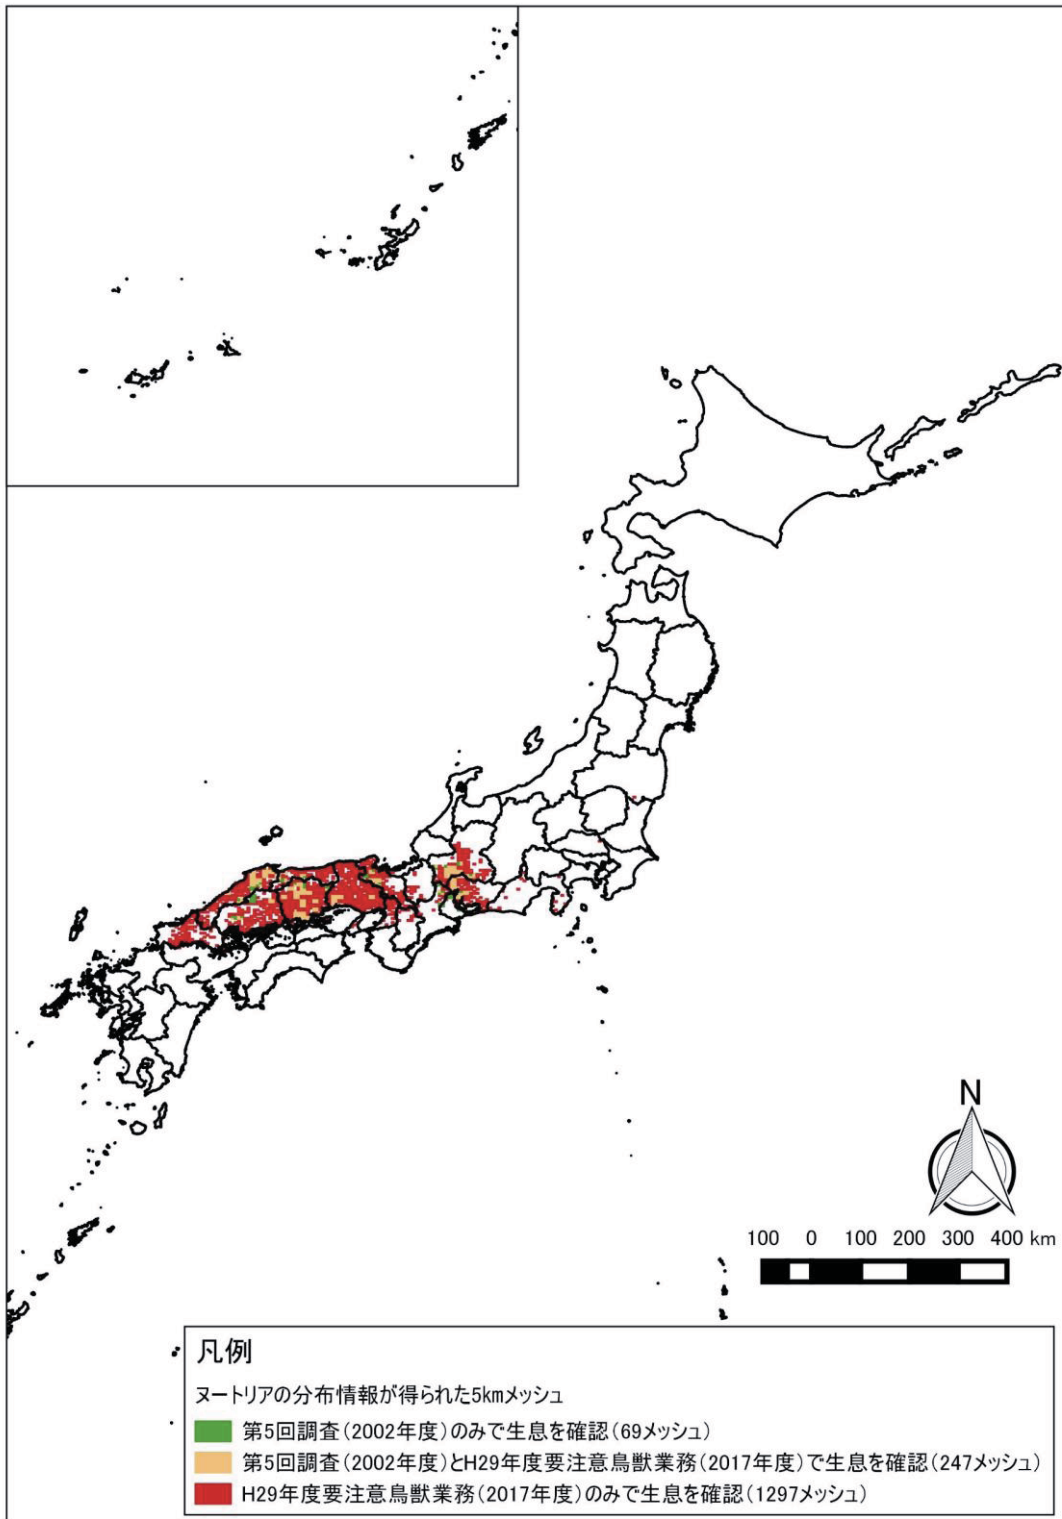 N
100 0 100 200 300 400 km
凡例
ヌートリアの分布情報が得られた5kmメッシュ
第5回調査(2002年度)のみで生息を確認(69メッシュ)
第5回調査(2002年度)とH29年度要注意鳥獣業務(2017年度)で生息を確認(247メッシュ)
H29年度要注意鳥獣業務(2017年度)のみで生息を確認(1297メッシュ)